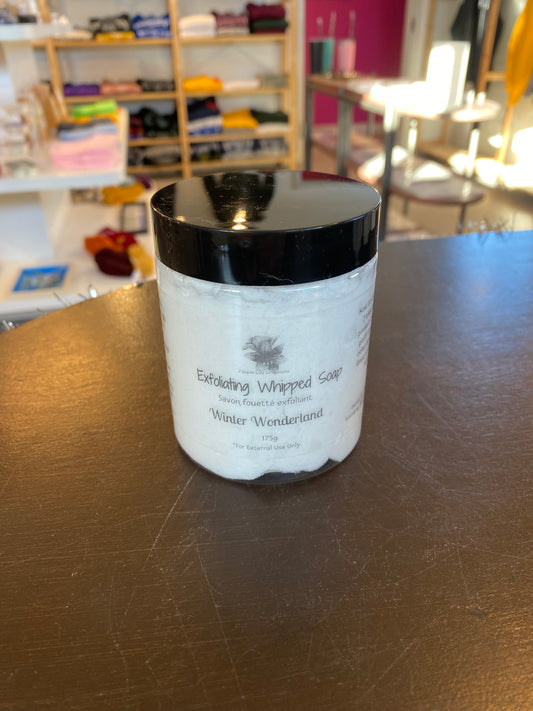 Exfoliating Whipped Soap
Savon fouetté exfoliant
Winter Wonderland
175g
*For External Use Only